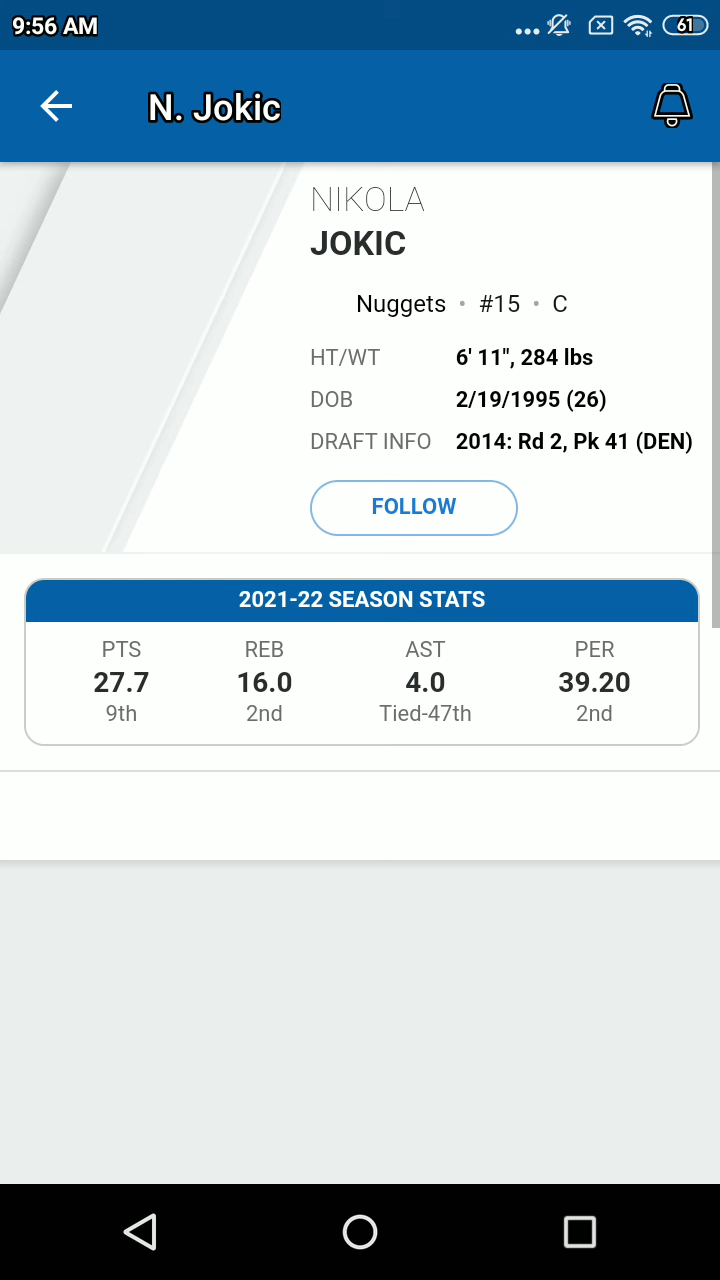 9:56 AM
61
N. Jokic
NIKOLA
JOKIC
Nuggets • #15 • C
HT/WT 6' 11", 284 lbs
DOB 2/19/1995 (26)
DRAFT INFO 2014: Rd 2, Pk 41 (DEN)
FOLLOW
2021-22 SEASON STATS
PTS REB AST PER
27.7 16.0 4.0 39.20
9th 2nd Tied-47th 2nd